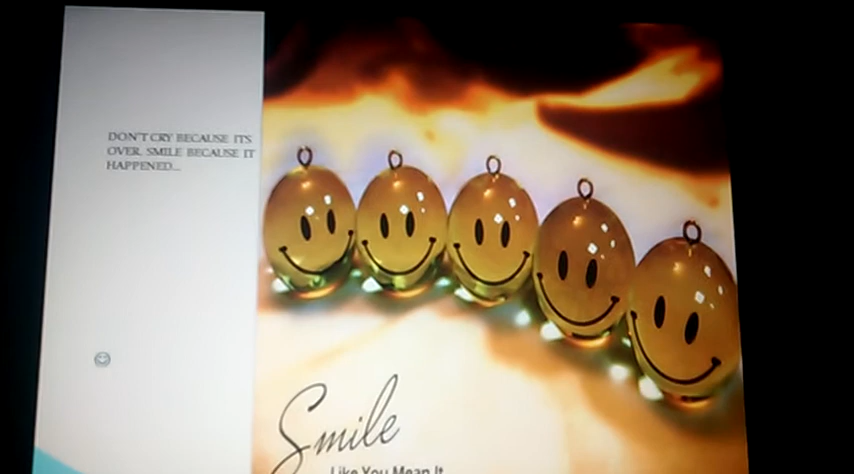 DON'T CRY BECAUSE ITS
OVER, SMILE BECAUSE IT
HAPPENED...
Smile
Like You Mean It